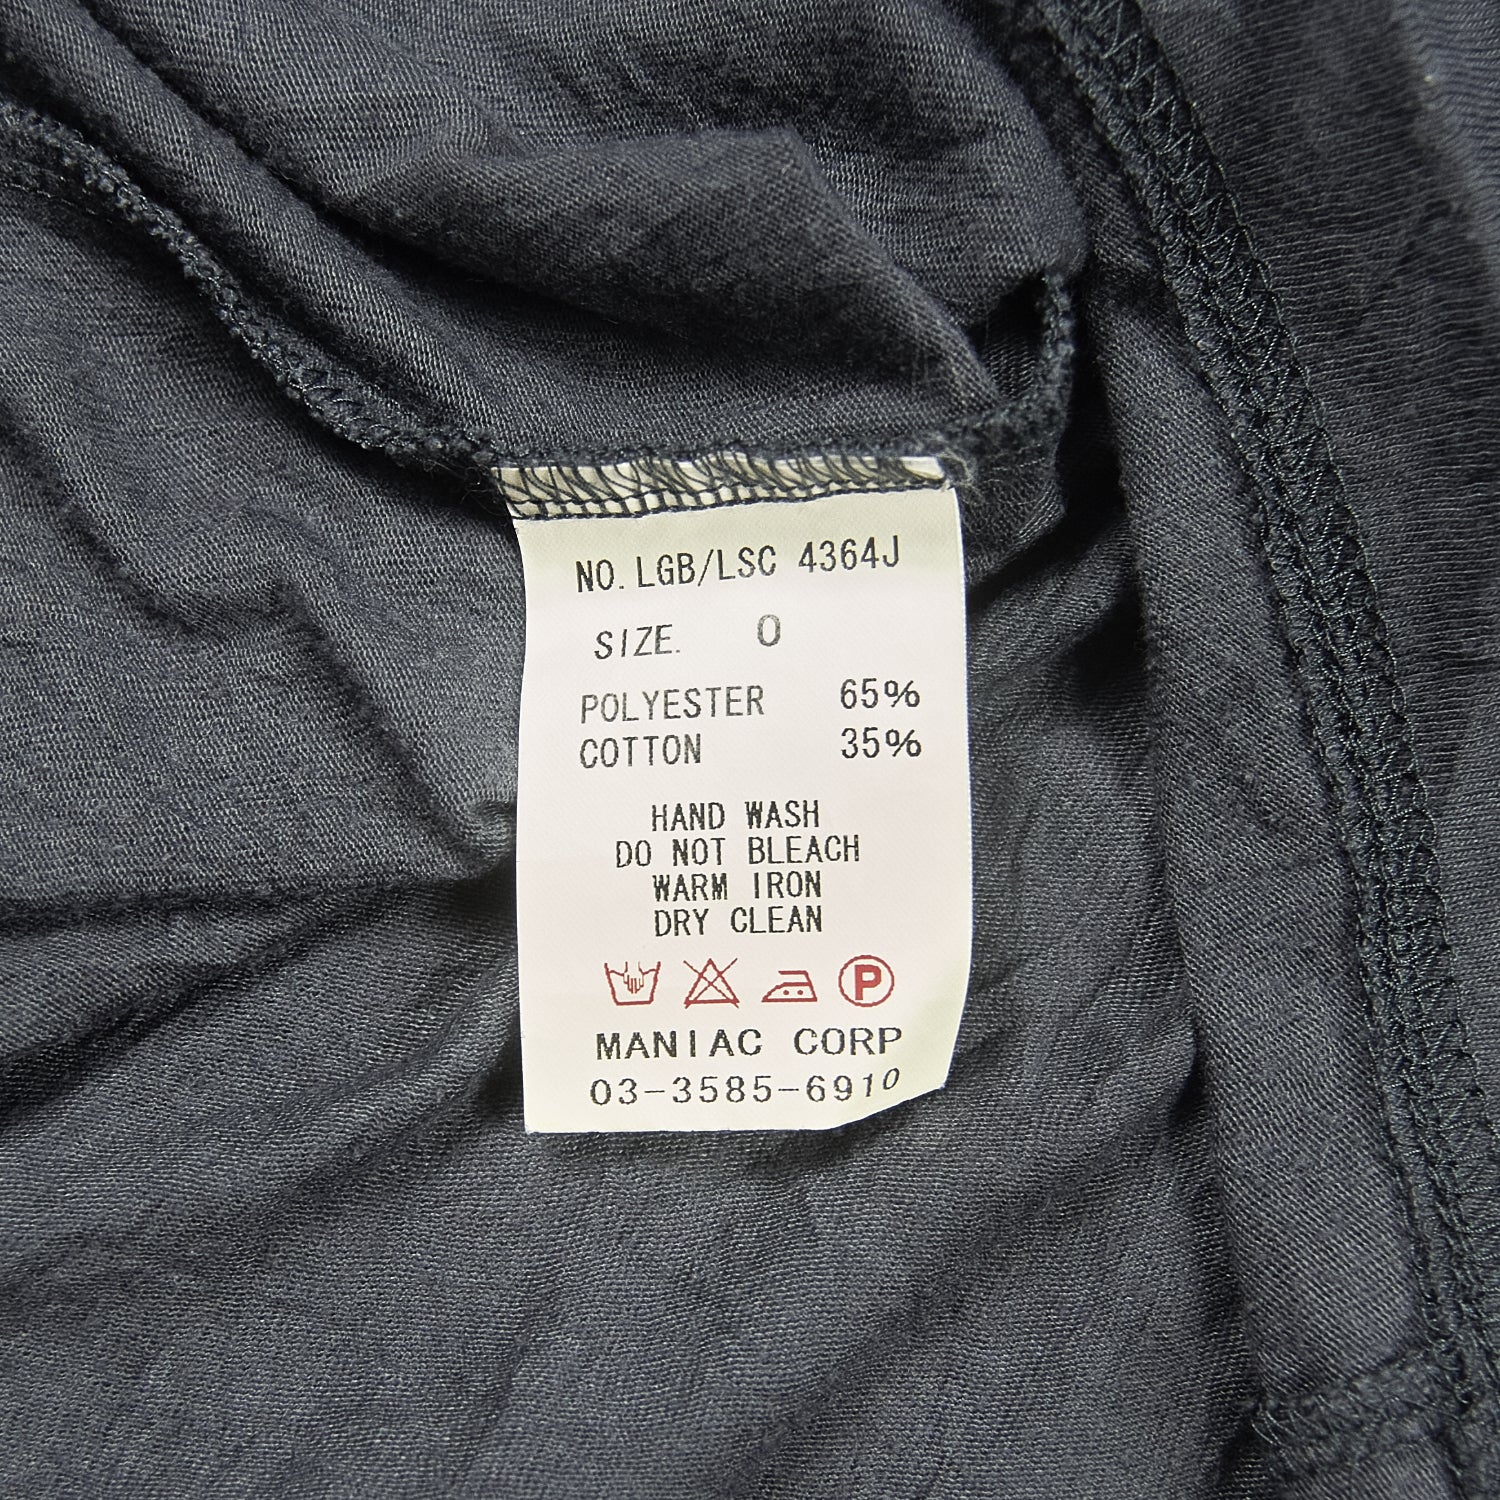 NO. LGB/LSC 4364J
SIZE. 0
POLYESTER 65%
COTTON 35%
HAND WASH
DO NOT BLEACH
WARM IRON
DRY CLEAN
P
MANIAC CORP
03-3585-6910